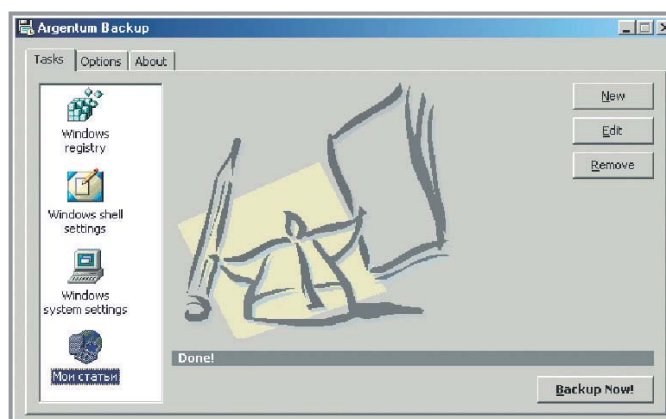 Argentum Backup
Tasks
Options
About
Windows
registry
Windows shell
settings
Windows
system settings
Мои статьи
New
Edit
Remove
Done!
Backup Now!